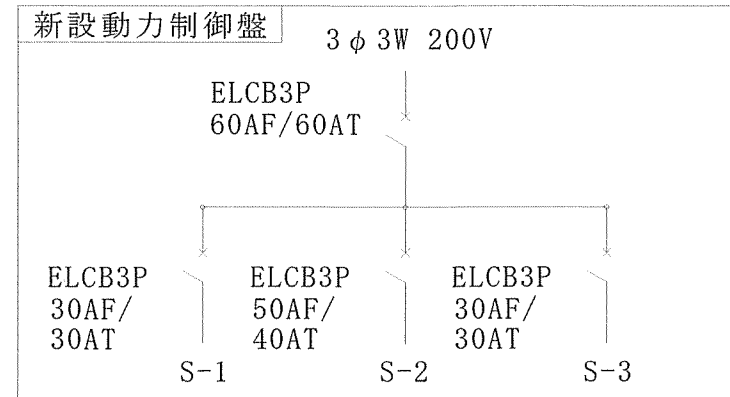 新設動力制御盤
3φ3W 200V
ELCB3P
60AF/60AT
ELCB3P
30AF/
30AT
ELCB3P
50AF/
40AT
ELCB3P
30AF/
30AT
S-1
S-2
S-3